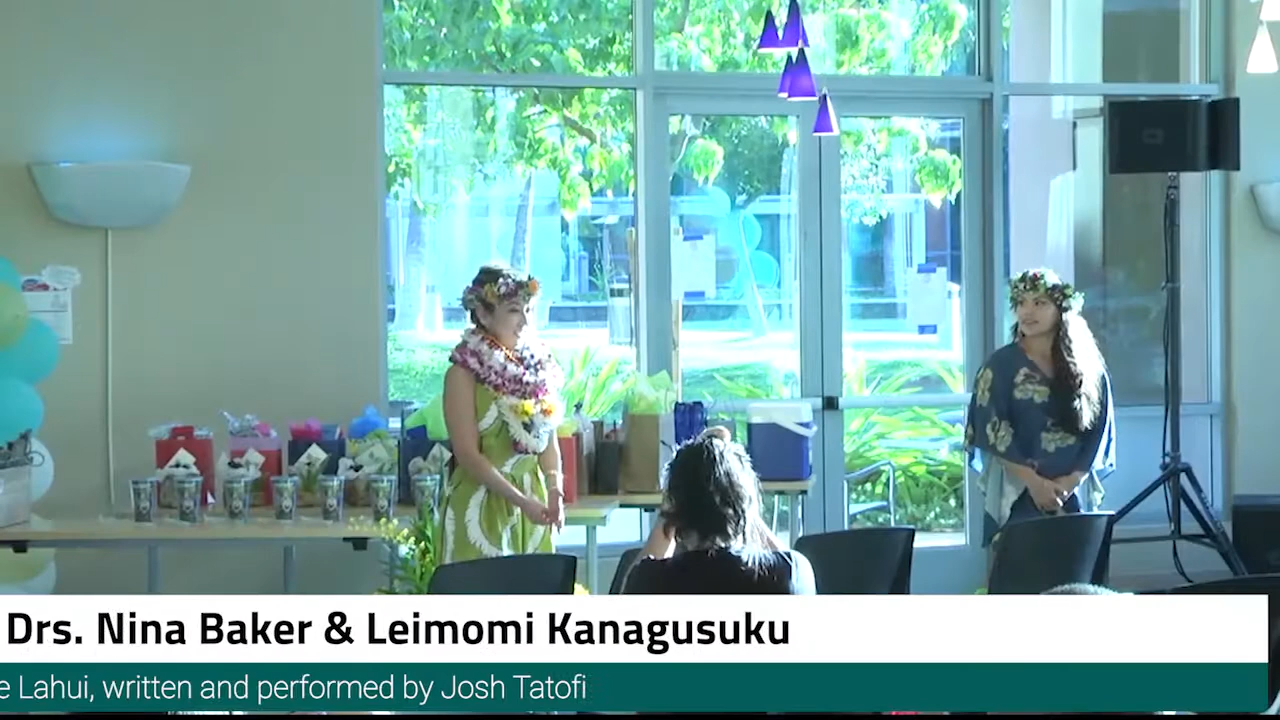 Drs. Nina Baker & Leimomi Kanagusuku
e Lahui, written and performed by Josh Tatofi